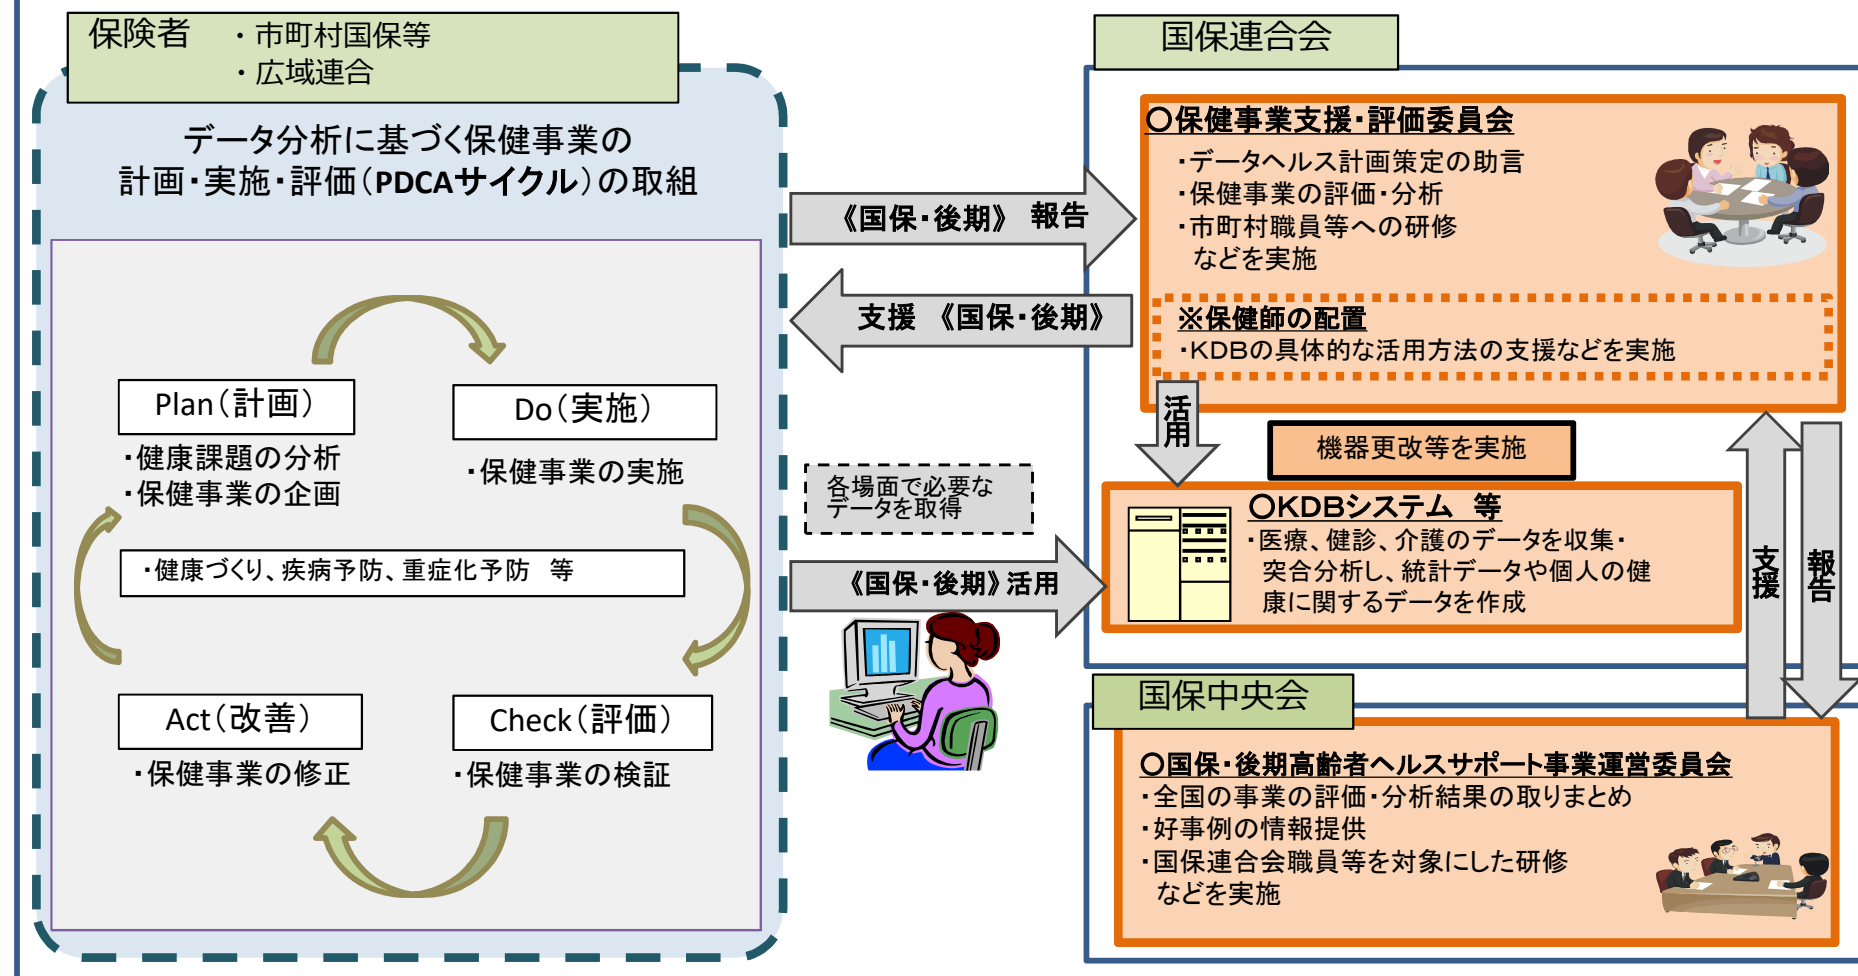 保険者　・市町村国保等
・広域連合
データ分析に基づく保健事業の
計画・実施・評価（PDCAサイクル）の取組
Plan（計画）
・健康課題の分析
・保健事業の企画
Do（実施）
・保健事業の実施
・健康づくり、疾病予防、重症化予防　等
Act（改善）
・保健事業の修正
Check（評価）
・保健事業の検証
《国保・後期》 報告
支援 《国保・後期》
各場面で必要な
データを取得
《国保・後期》活用
国保連合会
〇保健事業支援・評価委員会
・データヘルス計画策定の助言
・保健事業の評価・分析
・市町村職員等への研修
などを実施
※保健師の配置
・KDBの具体的な活用方法の支援などを実施
活用
機器更改等を実施
〇KDBシステム　等
・医療、健診、介護のデータを収集・
突合分析し、統計データや個人の健
康に関するデータを作成
支援
報告
国保中央会
〇国保・後期高齢者ヘルスサポート事業運営委員会
・全国の事業の評価・分析結果の取りまとめ
・好事例の情報提供
・国保連合会職員等を対象にした研修
などを実施